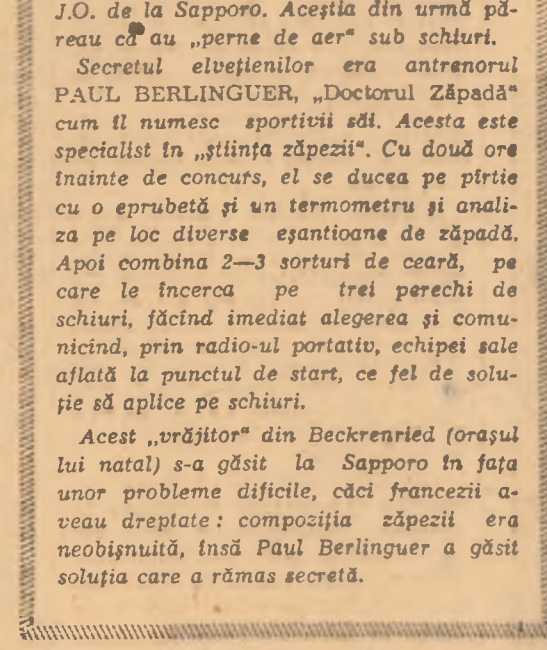 J.O. de la Sapporo. Aceştia din urmă pă-
reau că au „perne de aer“ sub schiuri.
Secretul elveţienilor era antrenorul
PAUL BERLINGUER, „Doctorul Zăpadă“
cum îl numesc sportivii săi. Acesta este
specialist în „ştiinţa zăpezii“. Cu două ore
înainte de concurs, el se ducea pe pîrtie
cu o eprubetă şi un termometru şi anali-
za pe loc diverse eşantioane de zăpadă.
Apoi combina 2—3 sorturi de ceară, pe
care le încerca pe trei perechi de
schiuri, făcînd imediat alegerea şi comu-
nicînd, prin radio-ul portativ, echipei sale
aflată la punctul de start, ce fel de solu-
ţie să aplice pe schiuri.
Acest „vrăjitor“ din Beckrenried (oraşul
lui natal) s-a găsit la Sapporo în faţa
unor probleme dificile, căci francezii a-
veau dreptate : compoziţia zăpezii era
neobişnuită, însă Paul Berlinguer a găsit
soluţia care a rămas secretă.